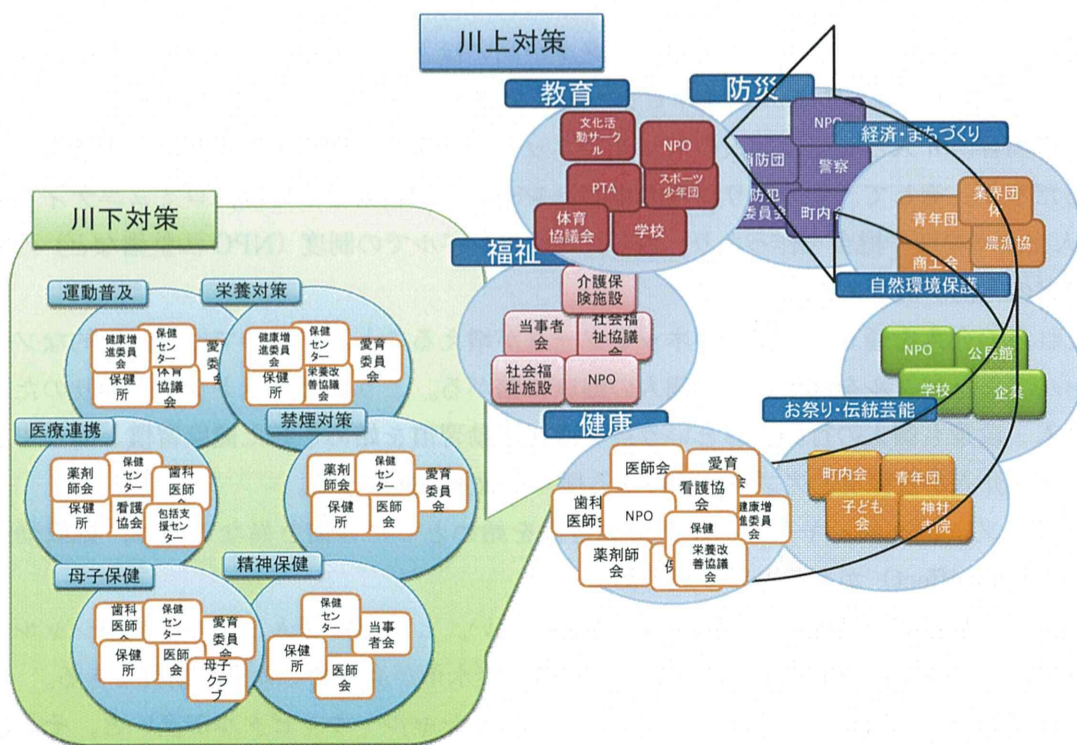 川上対策
教育
文化活
動サーク
ル
NPO
PTA
スポーツ
少年団
体育
協議会
学校
防災
NPO
消防団
警察
防犯
委員会
町内会
経済・まちづくり
業界団
体
青年団
農漁協
商工会
福祉
介護保
険施設
当事者
会
社会福
祉協議会
社会福
祉施設
NPO
自然環境保護
NPO
公民館
学校
企業
お祭り・伝統芸能
町内会
青年団
子ども
会
神社
寺院
健康
医師会
愛育
委員会
看護協
会
歯科
医師会
NPO
健康増
進委員
会
保健
薬剤師
会
栄養改
善協議
会
川下対策
運動普及
健康増
進委員
会
保健セ
ンター
愛育
委員
会
保健
所
体育
協議
会
栄養対策
健康増
進委員
会
保健セ
ンター
愛育
委員
会
保健
所
栄養改
善協議
会
医療連携
薬剤
師会
保健
セン
ター
歯科
医師
会
保健
所
看護
協会
包括支
援セン
ター
禁煙対策
薬剤
師会
保健
セン
ター
愛育
委員
会
保健
所
医師
会
母子保健
歯科
医師
会
保健
セン
ター
愛育
委員
会
保健
所
医師
会
母子
クラ
ブ
精神保健
保健
セン
ター
当事
者会
保健
所
医師
会